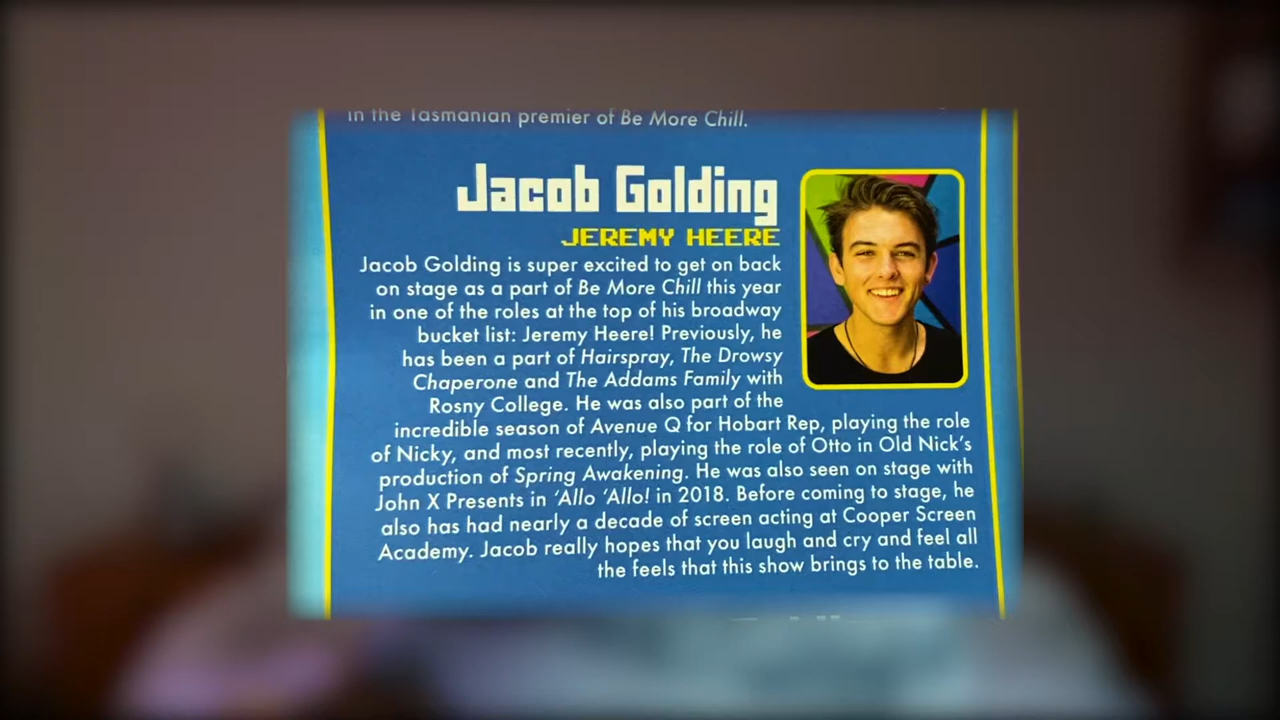 in the Tasmanian premier of Be More Chill.
Jacob Golding
JEREMY HEERE
Jacob Golding is super excited to get on back
on stage as a part of Be More Chill this year
in one of the roles at the top of his broadway
bucket list: Jeremy Heere! Previously, he
has been a part of Hairspray, The Drowsy
Chaperone and The Addams Family with
Rosny College. He was also part of the
incredible season of Avenue Q for Hobart Rep, playing the role
of Nicky, and most recently, playing the role of Otto in Old Nick's
production of Spring Awakening. He was also seen on stage with
John X Presents in ‘Allo ‘Allo! in 2018. Before coming to stage, he
also has had nearly a decade of screen acting at Cooper Screen
Academy. Jacob really hopes that you laugh and cry and feel all
the feels that this show brings to the table.